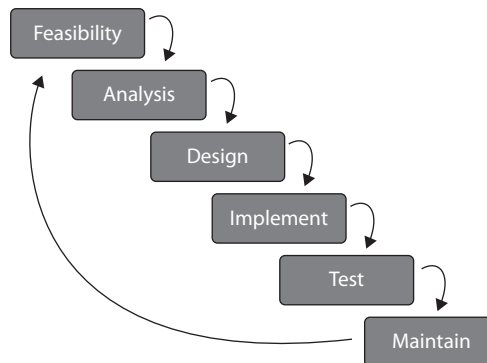 Feasibility
Analysis
Design
Implement
Test
Maintain